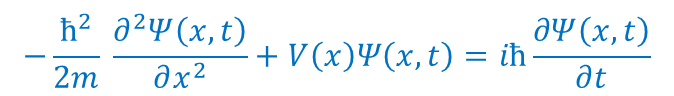 − ħ²/2m ∂²Ψ(x, t)/∂x² + V(x)Ψ(x, t) = iħ ∂Ψ(x, t)/∂t